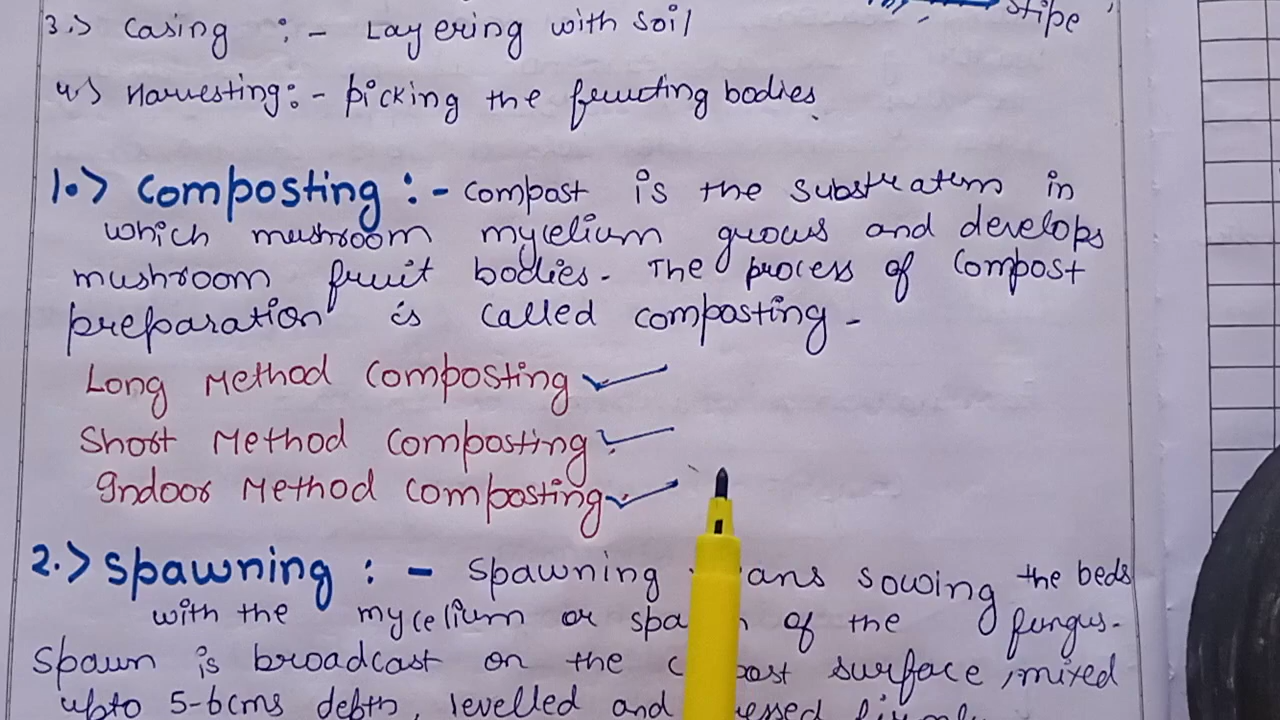 stipe
3.> Casing :- Layering with soil
4> Harvesting:- picking the fruiting bodies.
1.> Composting :- compost is the substratum in
which mushroom mycelium grows and develops
mushroom fruit bodies. The process of compost
preparation is called composting.
Long Method Composting
Short Method Composting
Indoor Method Composting
2.> Spawning :- Spawning sowing the beds
with the mycelium or of the fungus.
Spawn is broadcast on the surface, mixed
upto 5-6cms depth, levelled and